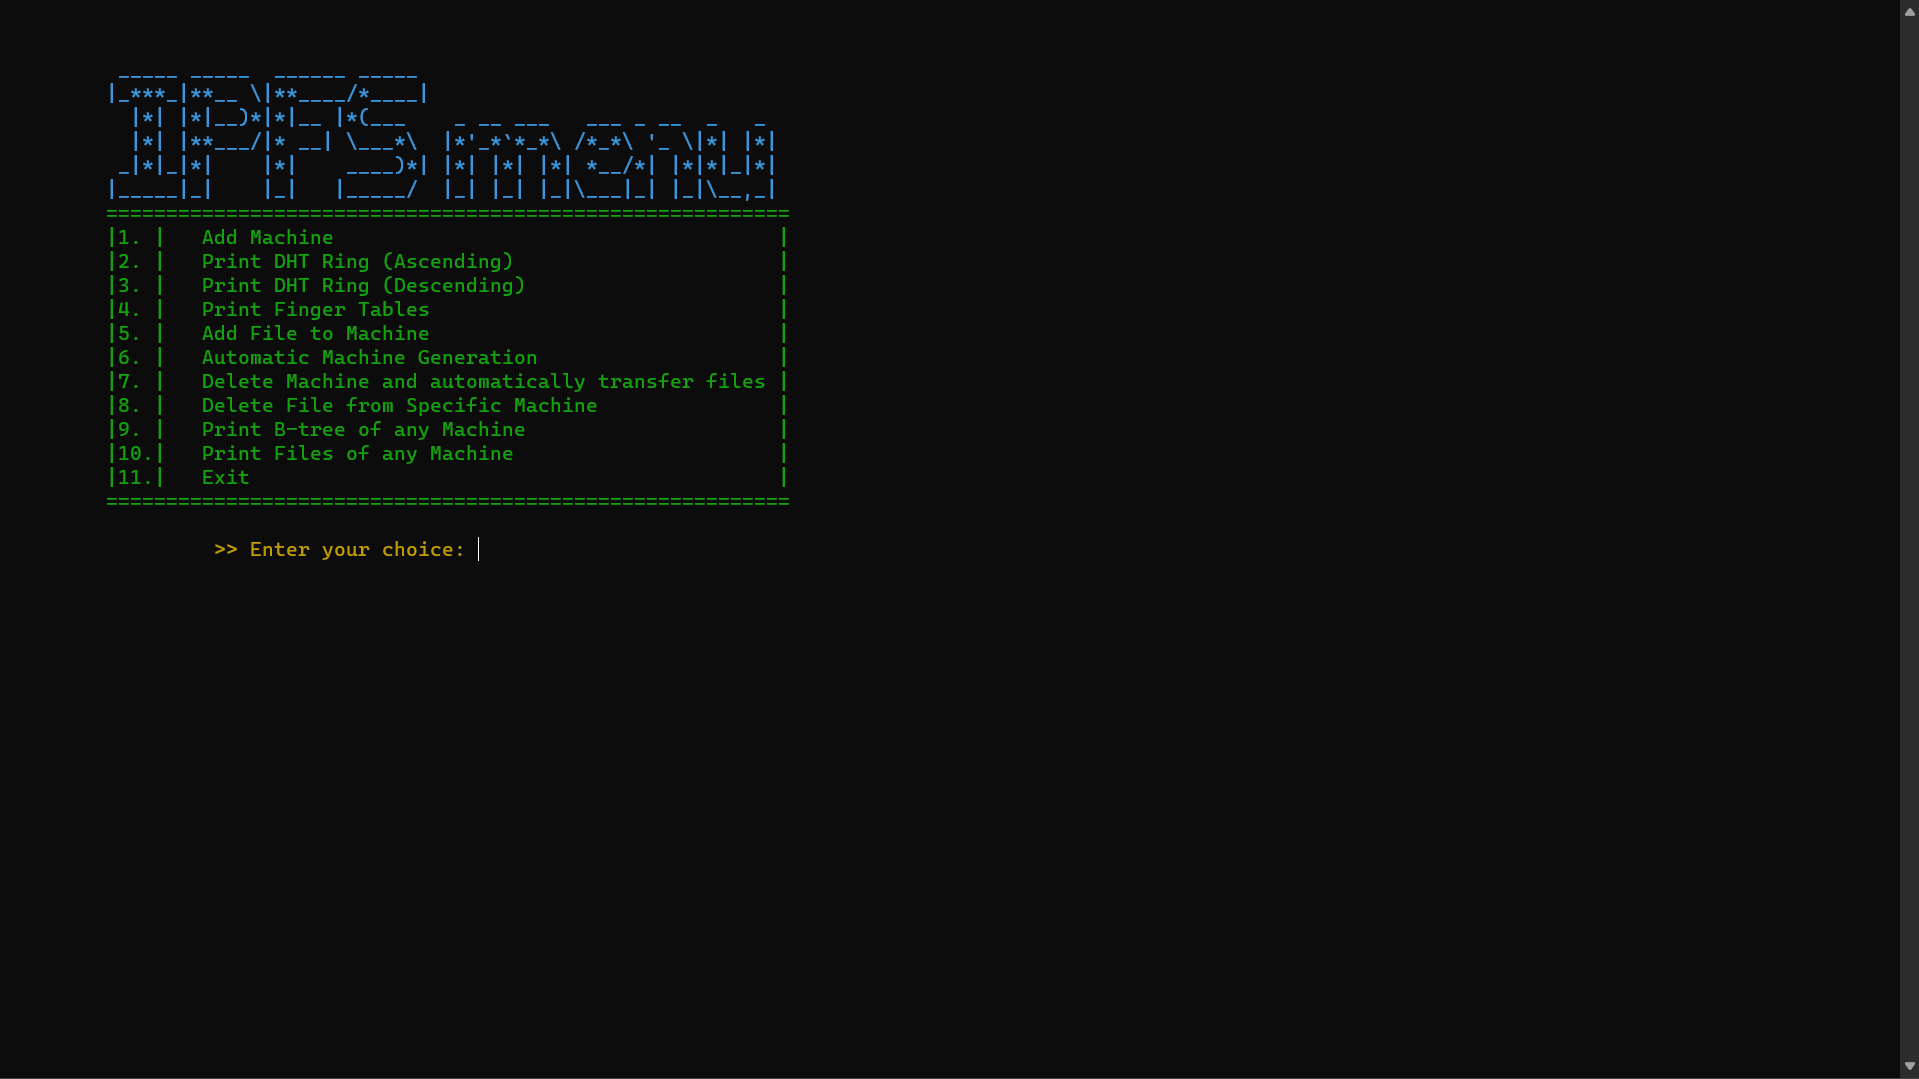 _____ _____  ______ _____
|_***_|**__ \|**____/*____|
  |*| |*|__)*|*|__ |*(___    _ __ ___   ___ _ __  _   _
  |*| |**___/|* __| \___*\  |*'_*`*_*\ /*_*\ '_ \|*| |*|
 _|*|_|*|    |*|    ____)*| |*| |*| |*| *__/*| |*|*|_|*|
|_____|_|    |_|   |_____/  |_| |_| |_|\___|_| |_|\__,_|
=========================================================
|1. |   Add Machine                                     |
|2. |   Print DHT Ring (Ascending)                      |
|3. |   Print DHT Ring (Descending)                     |
|4. |   Print Finger Tables                             |
|5. |   Add File to Machine                             |
|6. |   Automatic Machine Generation                    |
|7. |   Delete Machine and automatically transfer files |
|8. |   Delete File from Specific Machine               |
|9. |   Print B-tree of any Machine                     |
|10.|   Print Files of any Machine                      |
|11.|   Exit                                            |
=========================================================
>> Enter your choice: